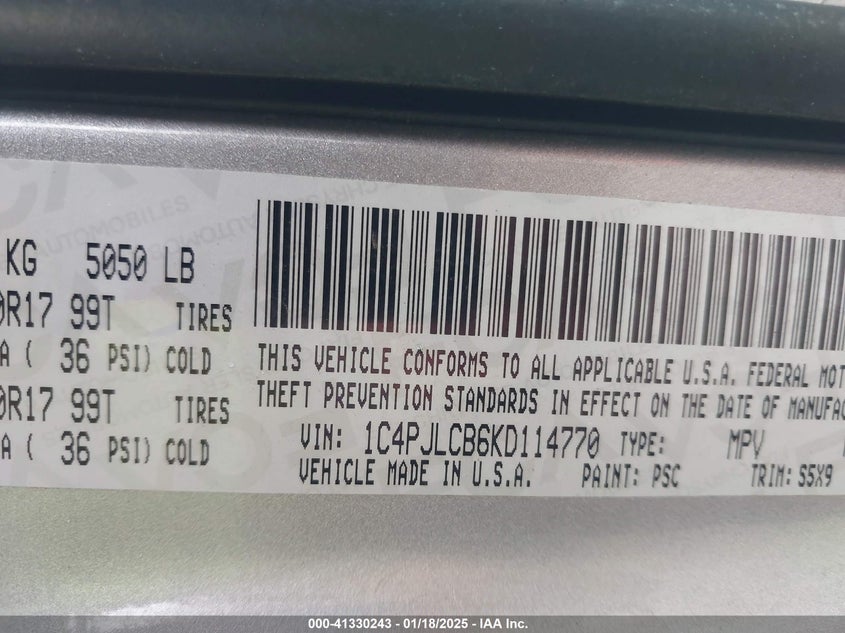 KG 5050 LB
0R17 99T TIRES
A ( 36 PSI) COLD
0R17 99T TIRES
A ( 36 PSI) COLD
THIS VEHICLE CONFORMS TO ALL APPLICABLE U.S.A. FEDERAL MOT
THEFT PREVENTION STANDARDS IN EFFECT ON THE DATE OF MANUFAC
VIN: 1C4PJLCB6KD114770 TYPE: MPV
VEHICLE MADE IN U.S.A. PAINT: PSC TRIM: S5X9
000-41330243 - 01/18/2025 - IAA Inc.